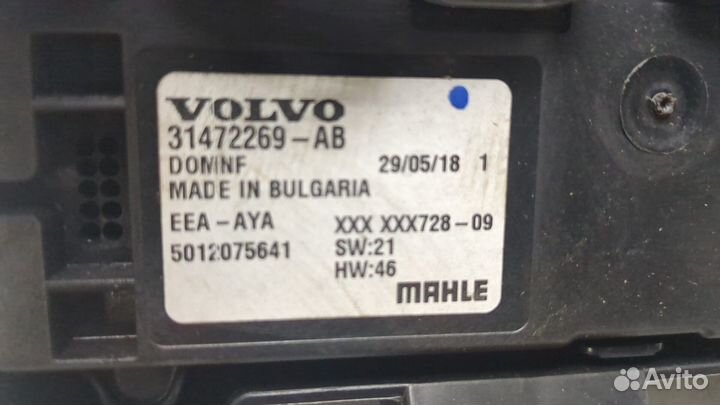 VOLVO
31472269-AB
DOMINF 29/05/18 1
MADE IN BULGARIA
EEA-AYA XXX XXX728-09
5012075641 SW:21
HW:46
MAHLE
Avito